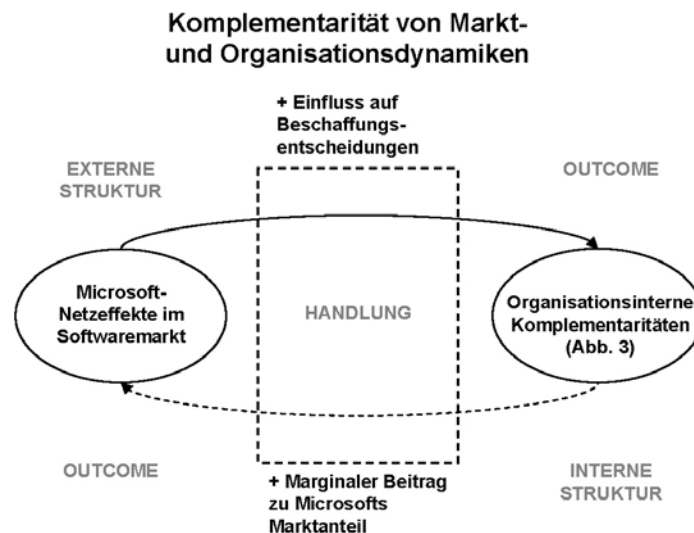 Komplementarität von Markt-
und Organisationsdynamiken
+ Einfluss auf
Beschaffungs-
entscheidungen
EXTERNE
STRUKTUR
OUTCOME
Microsoft-
Netzeffekte im
Softwaremarkt
HANDLUNG
Organisationsinterne
Komplementaritäten
(Abb. 3)
OUTCOME
+ Marginaler Beitrag
zu Microsofts
Marktanteil
INTERNE
STRUKTUR